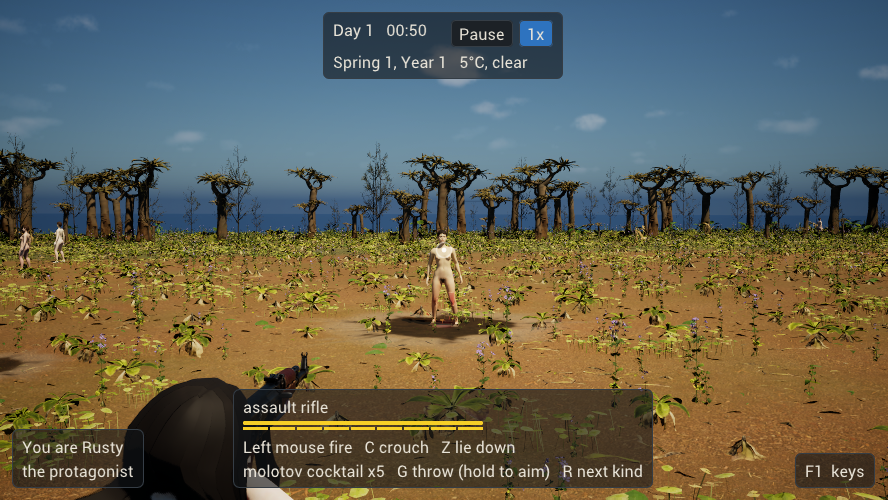 Day 1 00:50 Pause 1x
Spring 1, Year 1 5°C, clear
assault rifle
Left mouse fire C crouch Z lie down
molotov cocktail x5 G throw (hold to aim) R next kind
You are Rusty
the protagonist
F1 keys